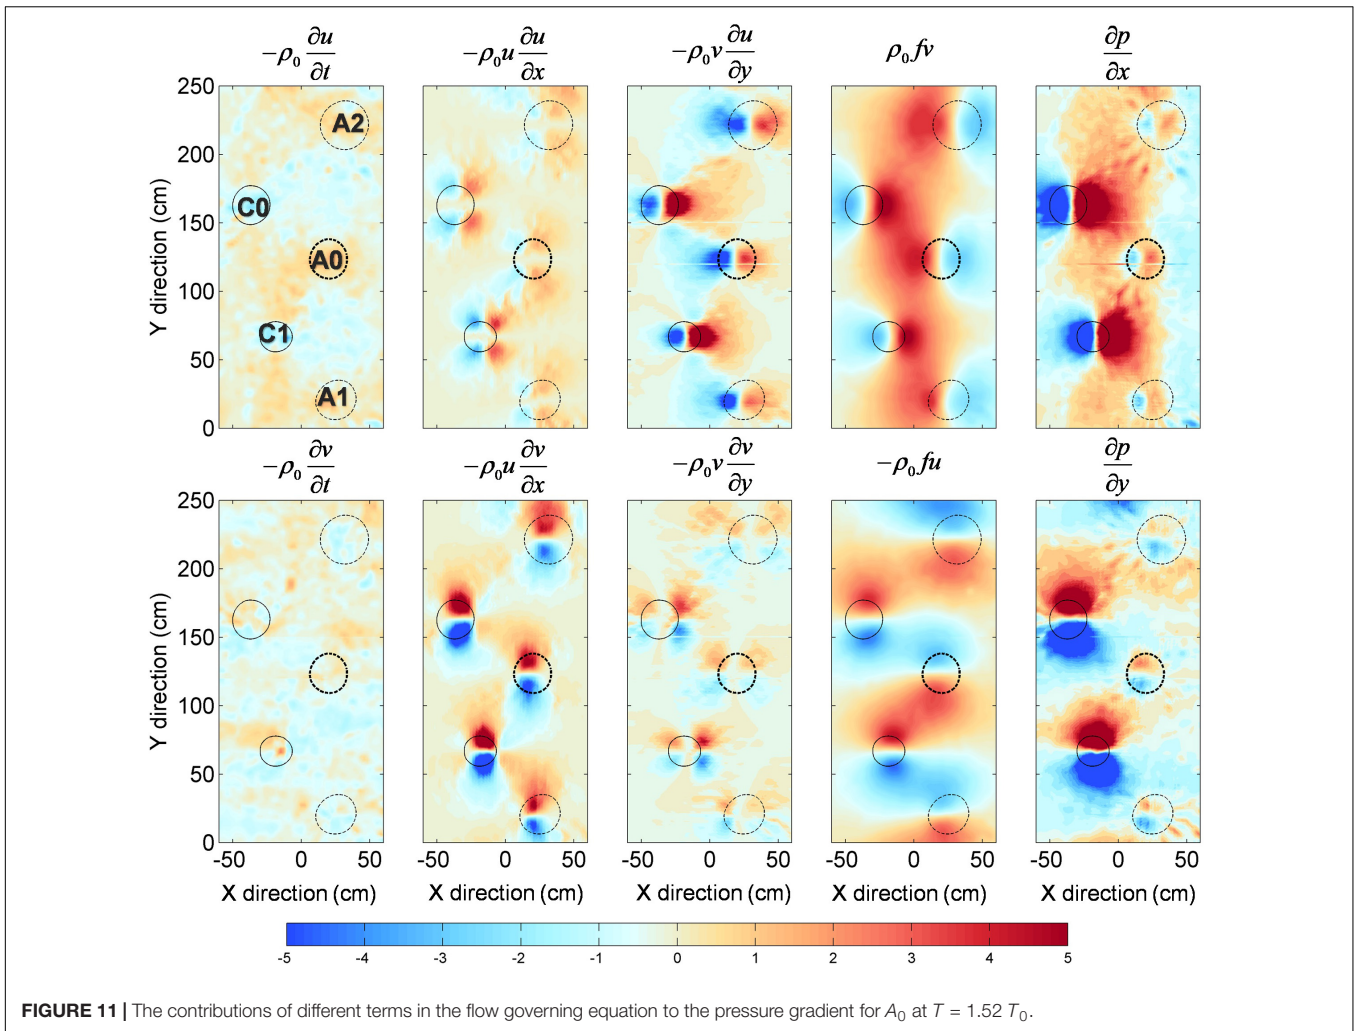 −ρ₀ ∂u/∂t −ρ₀u ∂u/∂x −ρ₀v ∂u/∂y ρ₀fv ∂p/∂x
250
200
150
100
50
0
Y direction (cm)
A2
C0
A0
C1
A1
−ρ₀ ∂v/∂t −ρ₀u ∂v/∂x −ρ₀v ∂v/∂y −ρ₀fu ∂p/∂y
250
200
150
100
50
0
Y direction (cm)
-50 0 50 -50 0 50 -50 0 50 -50 0 50 -50 0 50
X direction (cm) X direction (cm) X direction (cm) X direction (cm) X direction (cm)
-5 -4 -3 -2 -1 0 1 2 3 4 5
FIGURE 11 | The contributions of different terms in the flow governing equation to the pressure gradient for A₀ at T = 1.52 T₀.